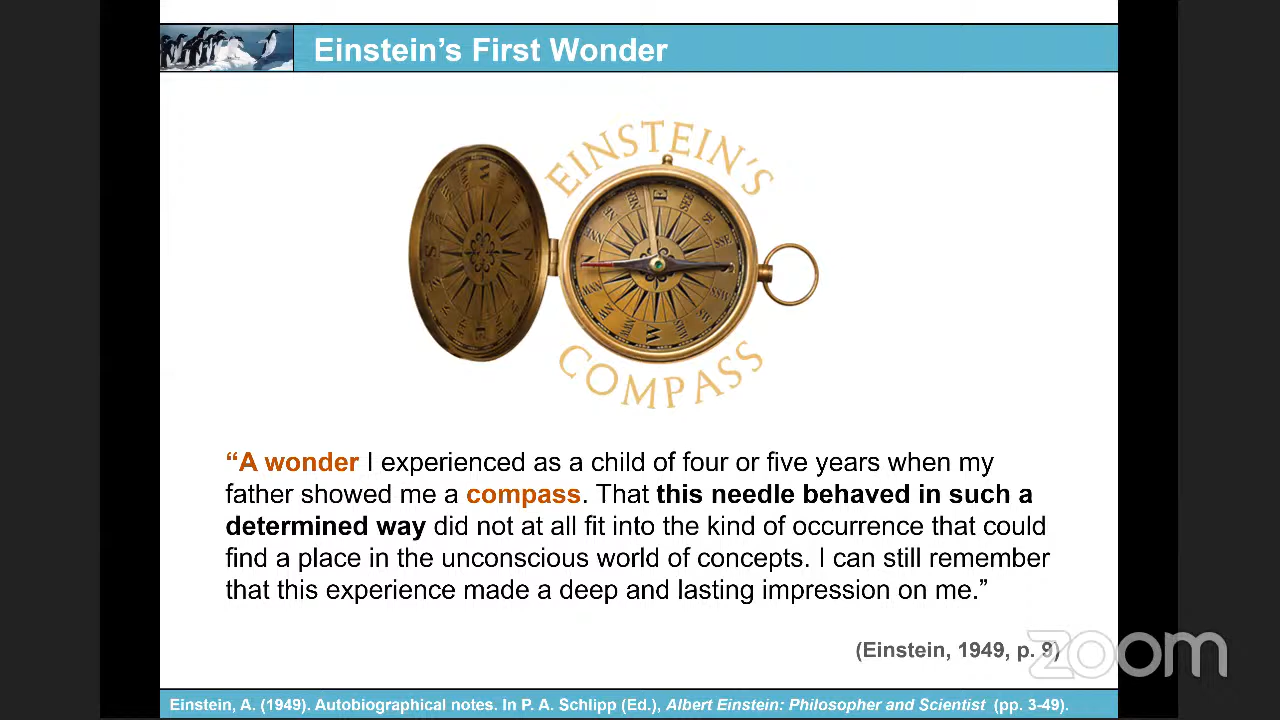 Einstein’s First Wonder
EINSTEIN'S
COMPASS
“A wonder I experienced as a child of four or five years when my
father showed me a compass. That this needle behaved in such a
determined way did not at all fit into the kind of occurrence that could
find a place in the unconscious world of concepts. I can still remember
that this experience made a deep and lasting impression on me.”
(Einstein, 1949, p. 9)
zoom
Einstein, A. (1949). Autobiographical notes. In P. A. Schlipp (Ed.), Albert Einstein: Philosopher and Scientist (pp. 3-49).